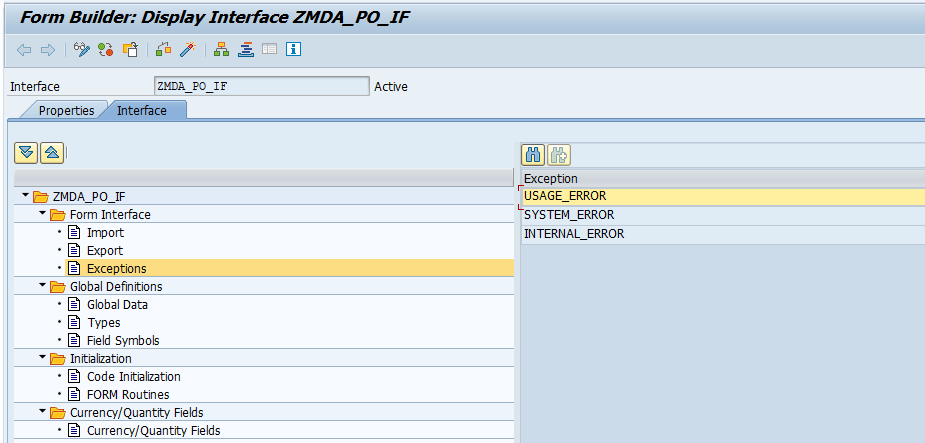 Form Builder: Display Interface ZMDA_PO_IF
Interface ZMDA_PO_IF Active
Properties Interface
ZMDA_PO_IF
Form Interface
Import
Export
Exceptions
Global Definitions
Global Data
Types
Field Symbols
Initialization
Code Initialization
FORM Routines
Currency/Quantity Fields
Currency/Quantity Fields
Exception
USAGE_ERROR
SYSTEM_ERROR
INTERNAL_ERROR